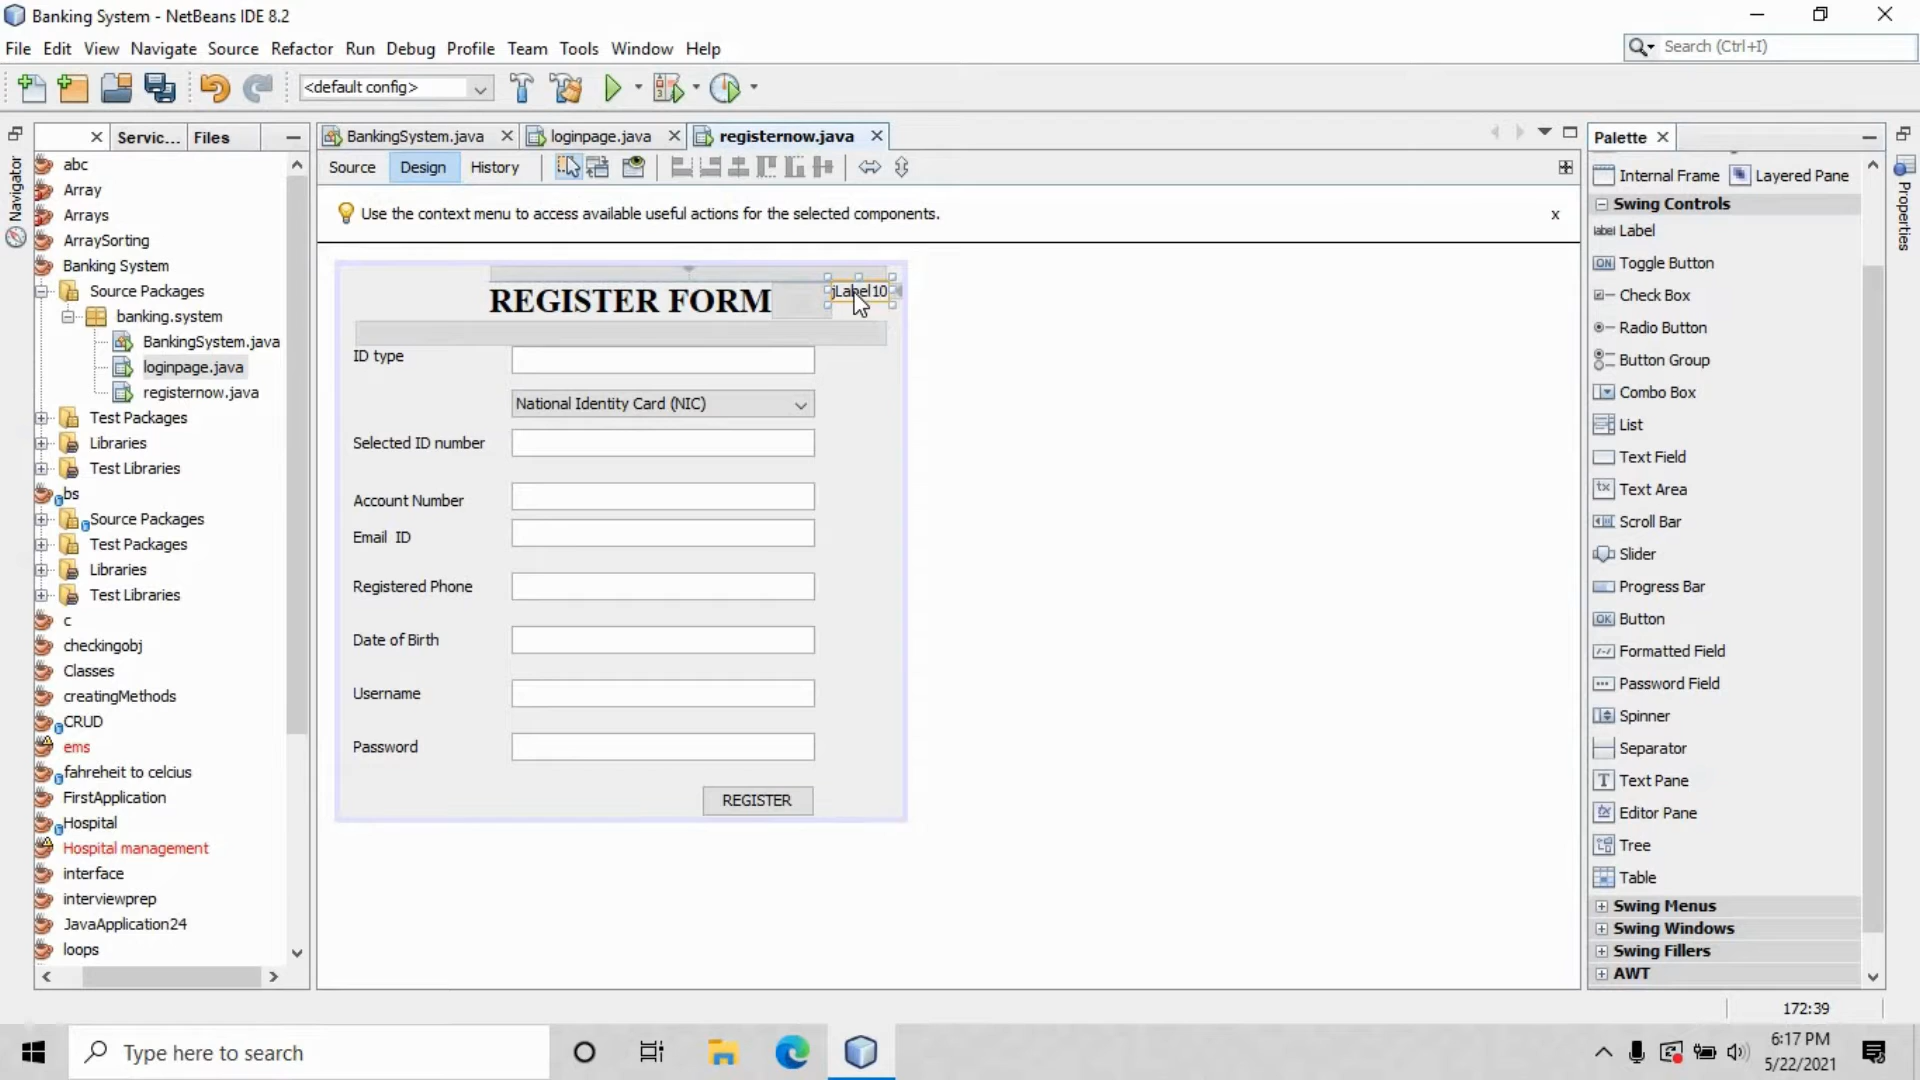 Banking System - NetBeans IDE 8.2
File Edit View Navigate Source Refactor Run Debug Profile Team Tools Window Help
Search (Ctrl+I)
<default config>
Servic... Files
BankingSystem.java loginpage.java registernow.java
Palette
Source Design History
Use the context menu to access available useful actions for the selected components.
x
Navigator
abc
Array
Arrays
ArraySorting
Banking System
Source Packages
banking.system
BankingSystem.java
loginpage.java
registernow.java
Test Packages
Libraries
Test Libraries
bs
Source Packages
Test Packages
Libraries
Test Libraries
c
checkingobj
Classes
creatingMethods
CRUD
ems
fahreheit to celcius
FirstApplication
Hospital
Hospital management
interface
interviewprep
JavaApplication24
loops
REGISTER FORM
jLabel10
ID type
National Identity Card (NIC)
Selected ID number
Account Number
Email ID
Registered Phone
Date of Birth
Username
Password
REGISTER
Internal Frame Layered Pane
Swing Controls
label Label
ON Toggle Button
Check Box
Radio Button
Button Group
Combo Box
List
Text Field
Text Area
Scroll Bar
Slider
Progress Bar
OK Button
Formatted Field
Password Field
Spinner
Separator
Text Pane
Editor Pane
Tree
Table
Swing Menus
Swing Windows
Swing Fillers
AWT
Properties
172:39
Type here to search
6:17 PM
5/22/2021